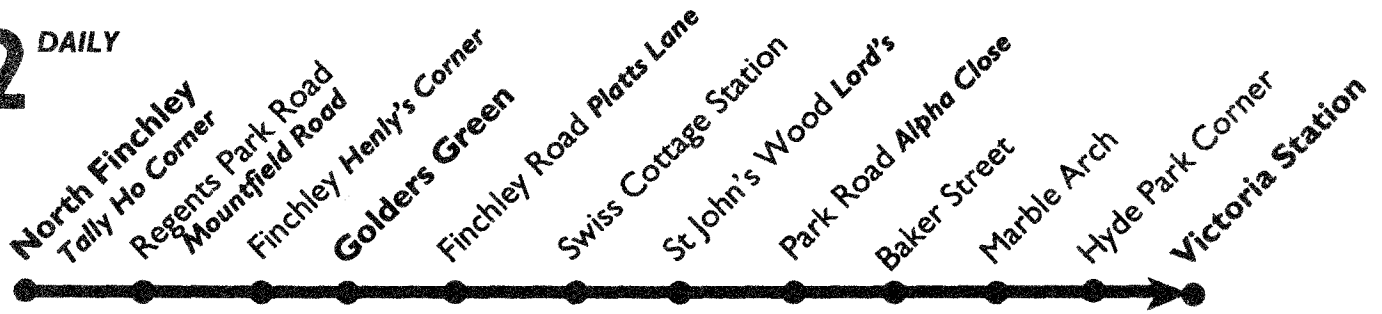 2 DAILY
North Finchley
Tally Ho Corner
Regents Park Road
Mountfield Road
Finchley Henly's Corner
Golders Green
Finchley Road Platts Lane
Swiss Cottage Station
St John's Wood Lord's
Park Road Alpha Close
Baker Street
Marble Arch
Hyde Park Corner
Victoria Station